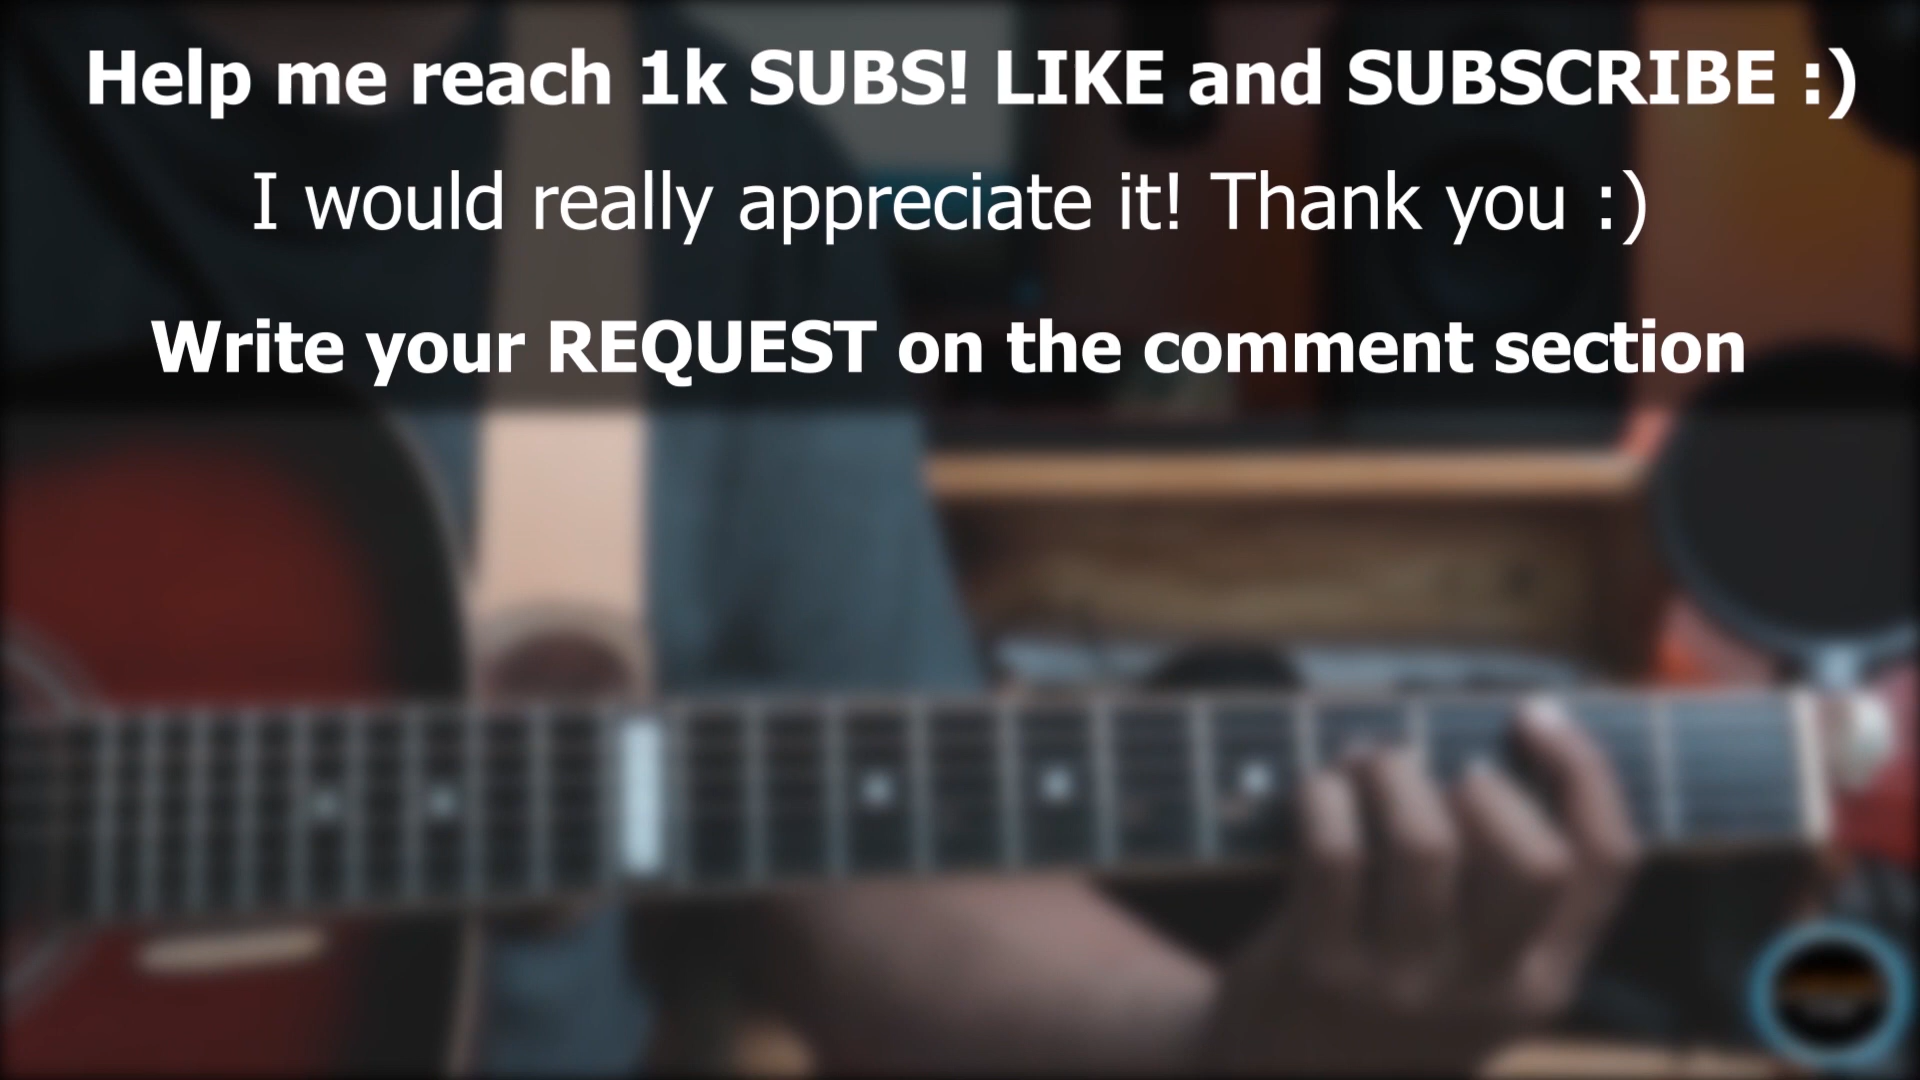 Help me reach 1k SUBS! LIKE and SUBSCRIBE :)
I would really appreciate it! Thank you :)
Write your REQUEST on the comment section